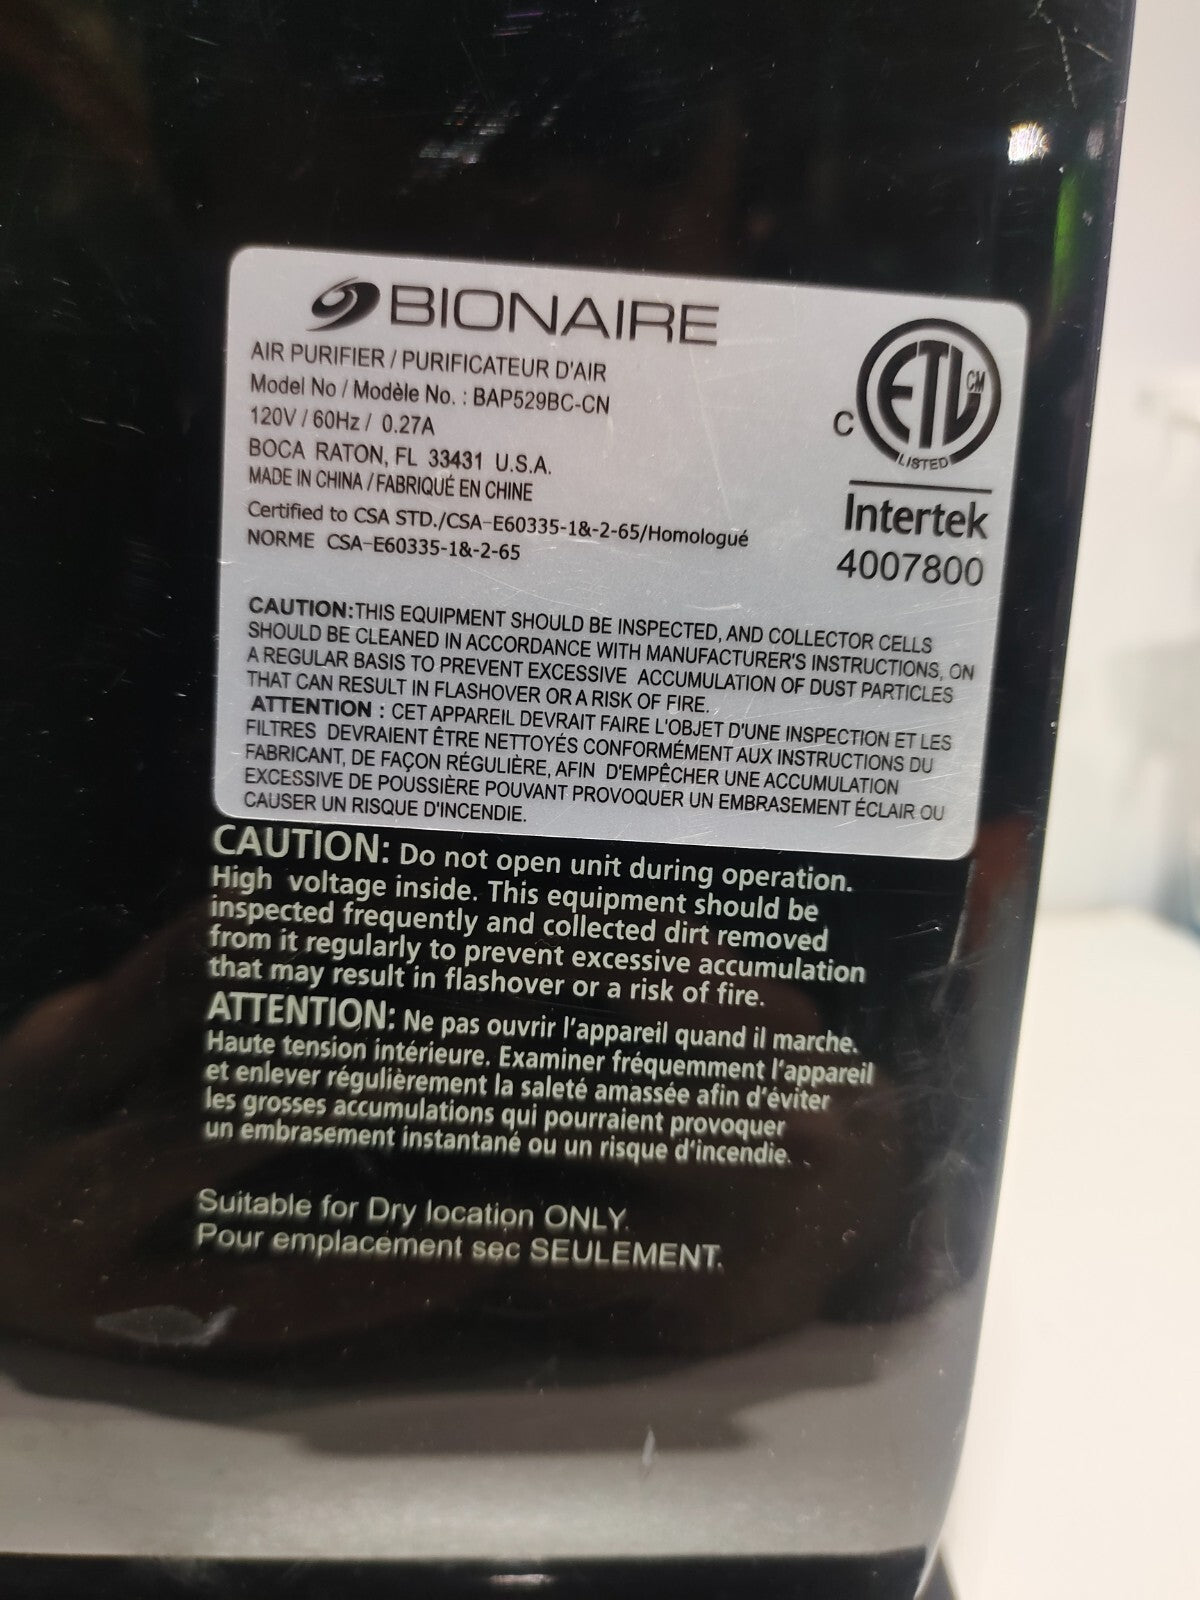 BIONAIRE
AIR PURIFIER / PURIFICATEUR D'AIR
Model No / Modèle No. : BAP529BC-CN
120V / 60Hz / 0.27A
BOCA RATON, FL 33431 U.S.A.
MADE IN CHINA / FABRIQUÉ EN CHINE
Certified to CSA STD./CSA-E60335-1&-2-65/Homologué
NORME CSA-E60335-1&-2-65
C ETL CM
LISTED
Intertek
4007800
CAUTION:THIS EQUIPMENT SHOULD BE INSPECTED, AND COLLECTOR CELLS
SHOULD BE CLEANED IN ACCORDANCE WITH MANUFACTURER'S INSTRUCTIONS, ON
A REGULAR BASIS TO PREVENT EXCESSIVE ACCUMULATION OF DUST PARTICLES
THAT CAN RESULT IN FLASHOVER OR A RISK OF FIRE.
ATTENTION : CET APPAREIL DEVRAIT FAIRE L'OBJET D'UNE INSPECTION ET LES
FILTRES DEVRAIENT ÊTRE NETTOYÉS CONFORMÉMENT AUX INSTRUCTIONS DU
FABRICANT, DE FAÇON RÉGULIÈRE, AFIN D'EMPÊCHER UNE ACCUMULATION
EXCESSIVE DE POUSSIÈRE POUVANT PROVOQUER UN EMBRASEMENT ÉCLAIR OU
CAUSER UN RISQUE D'INCENDIE.
CAUTION: Do not open unit during operation.
High voltage inside. This equipment should be
inspected frequently and collected dirt removed
from it regularly to prevent excessive accumulation
that may result in flashover or a risk of fire.
ATTENTION: Ne pas ouvrir l'appareil quand il marche.
Haute tension intérieure. Examiner fréquemment l'appareil
et enlever régulièrement la saleté amassée afin d'éviter
les grosses accumulations qui pourraient provoquer
un embrasement instantané ou un risque d'incendie.
Suitable for Dry location ONLY.
Pour emplacement sec SEULEMENT.